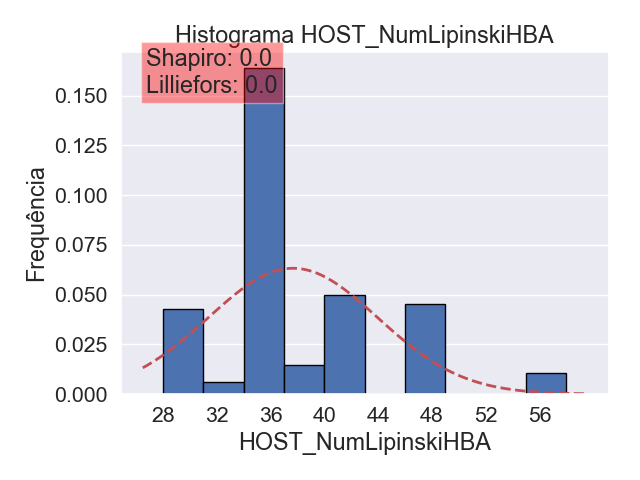 Histograma HOST_NumLipinskiHBA
Shapiro: 0.0
Lilliefors: 0.0
Frequência
0.150
0.125
0.100
0.075
0.050
0.025
0.000
28 32 36 40 44 48 52 56
HOST_NumLipinskiHBA